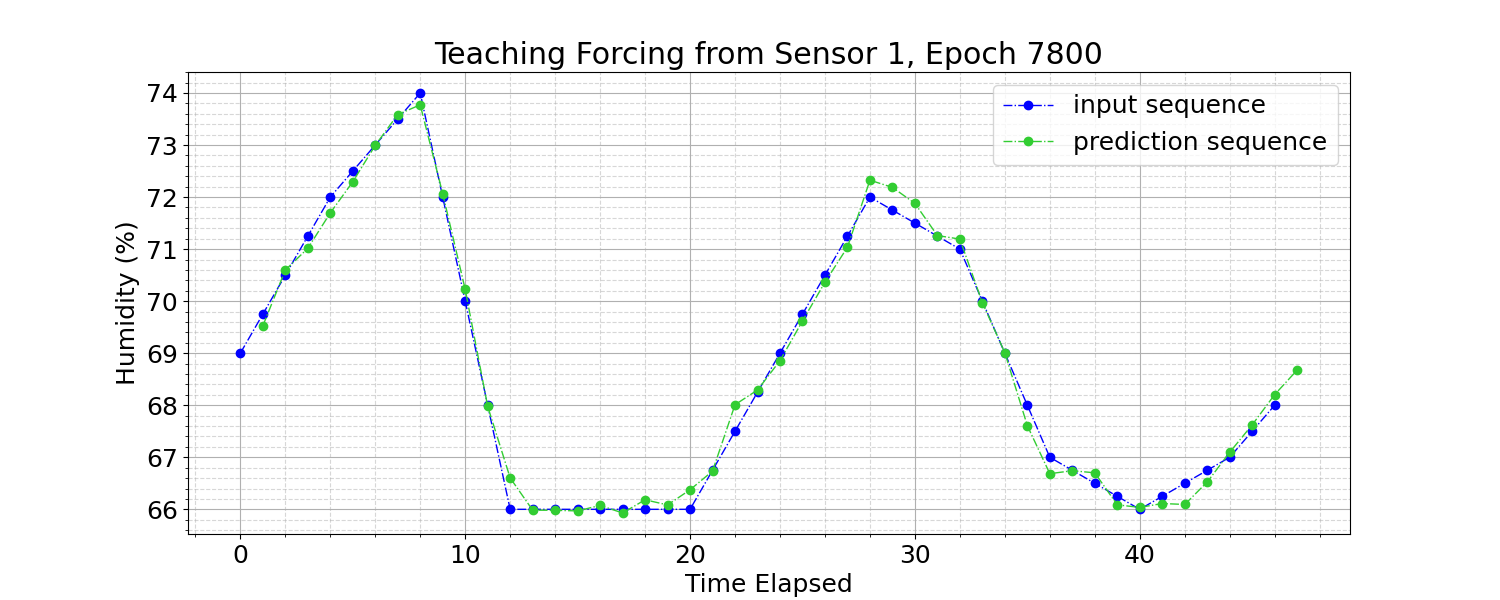 Teaching Forcing from Sensor 1, Epoch 7800
input sequence
prediction sequence
Humidity (%)
74
73
72
71
70
69
68
67
66
0 10 20 30 40
Time Elapsed